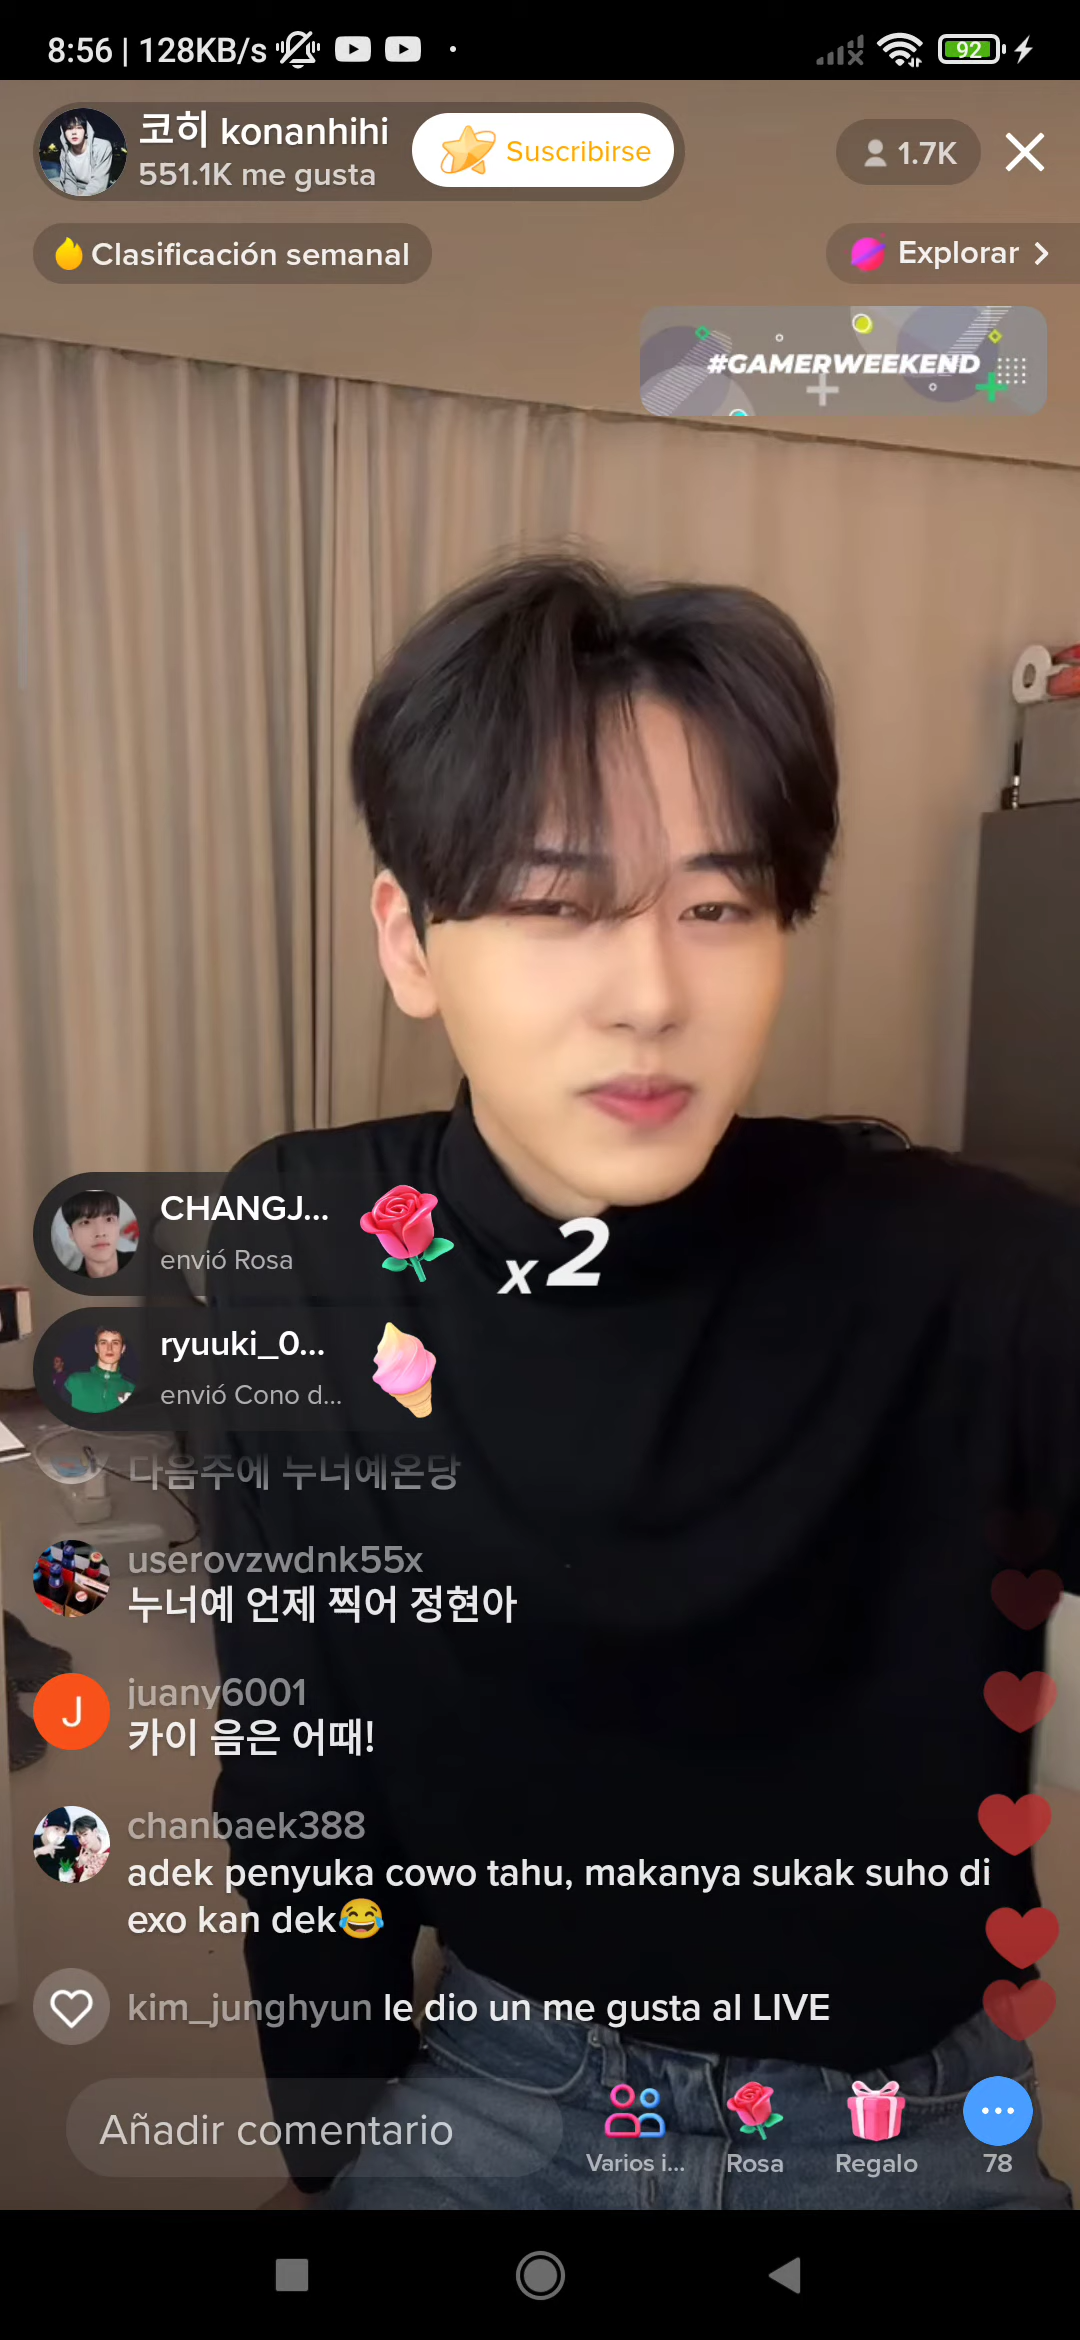 8:56 | 128KB/s
92
코히 konanhihi
551.1K me gusta
Suscribirse
1.7K
Clasificación semanal
Explorar
#GAMERWEEKEND
CHANGJ...
envió Rosa
x2
ryuuki_0...
envió Cono d...
다음주에 누너예온당
userovzwdnk55x
누너예 언제 찍어 정현아
juany6001
J
카이 음은 어때!
chanbaek388
adek penyuka cowo tahu, makanya sukak suho di
exo kan dek😂
kim_junghyun le dio un me gusta al LIVE
Añadir comentario
Varios i...
Rosa
Regalo
78